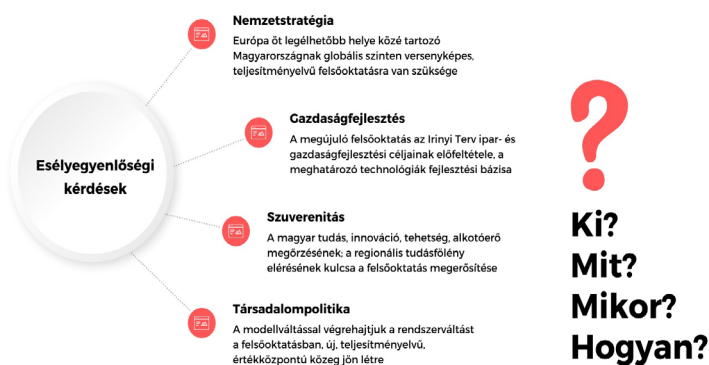 Esélyegyenlőségi
kérdések
Nemzetstratégia
Európa öt legélhetőbb helye közé tartozó
Magyarországnak globális szinten versenyképes,
teljesítményelvű felsőoktatásra van szüksége
Gazdaságfejlesztés
A megújuló felsőoktatás az Irinyi Terv ipar- és
gazdaságfejlesztési céljainak előfeltétele, a
meghatározó technológiák fejlesztési bázisa
Szuverenitás
A magyar tudás, innováció, tehetség, alkotóerő
megőrzésének; a regionális tudásfölény
elérésének kulcsa a felsőoktatás megerősítése
Társadalompolitika
A modellváltással végrehajtjuk a rendszerváltást
a felsőoktatásban, új, teljesítményelvű,
értékközpontú közeg jön létre
?
Ki?
Mit?
Mikor?
Hogyan?